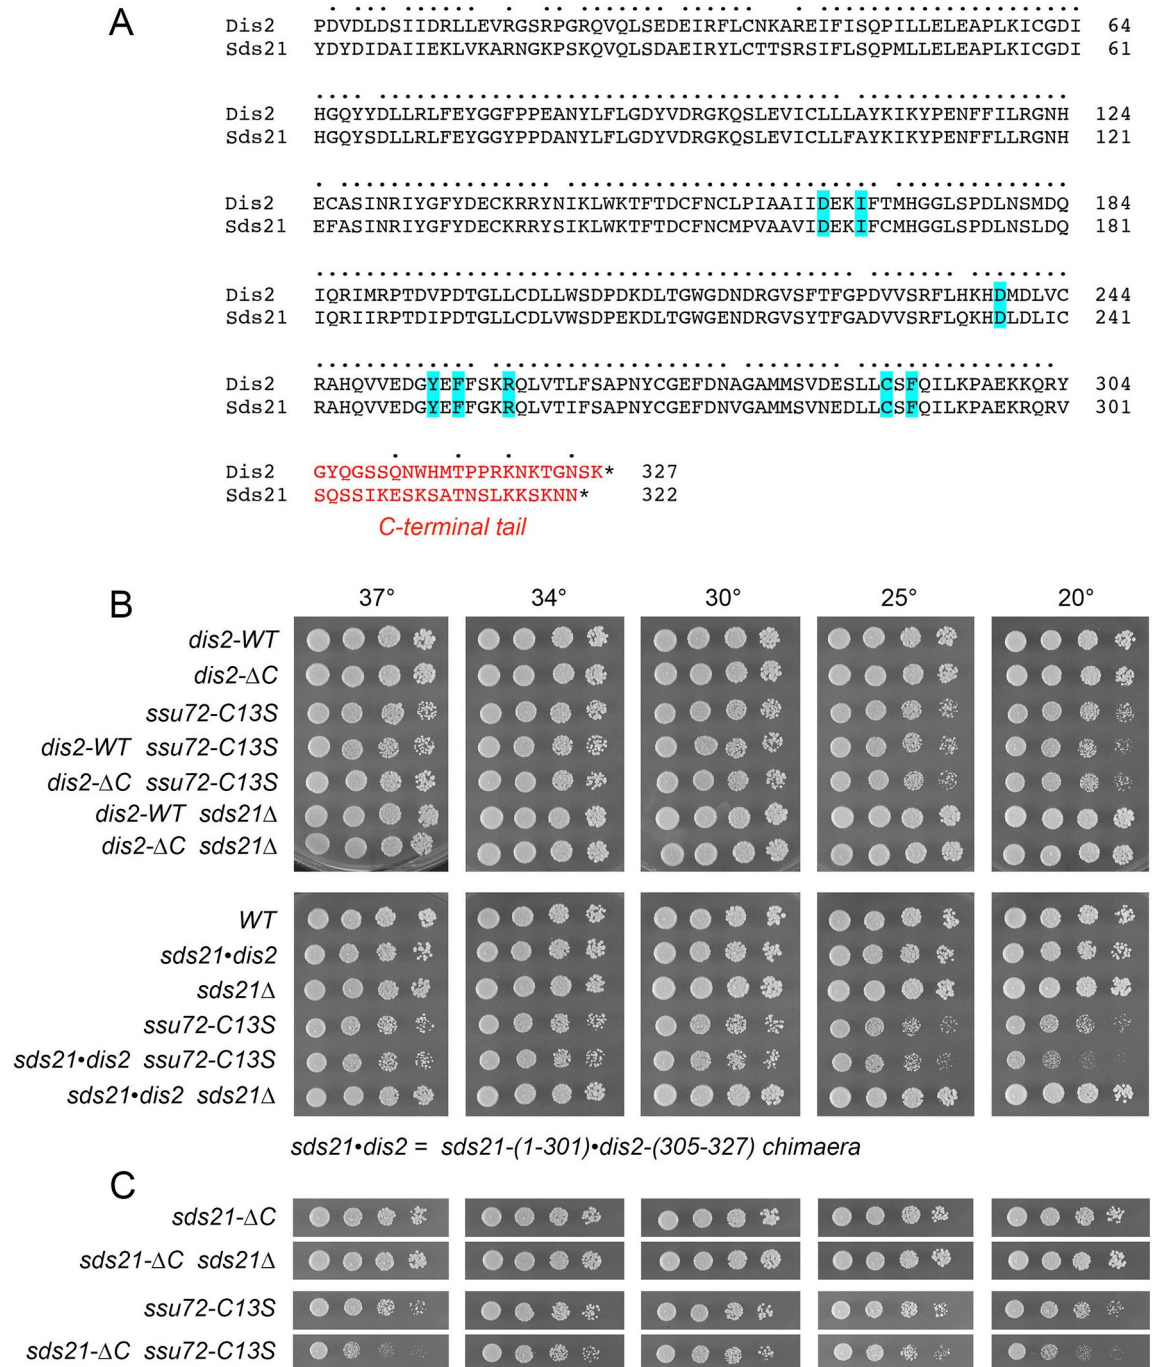 A
Dis2 PDVDLDSIIDRLLEVRGSRPGRQVQLSEDEIRFLCNKAREIFISQPILLELEAPLKICGDI 64
Sds21 YDYDIDAIIEKLVKARNGKPSKQVQLSDAEIRYLCTTSRSIFLSQPMLLELEAPLKICGDI 61
Dis2 HGQYYDLLRLFEYGGFPPEANYLFLGDYVDRGKQSLEVICLLLAYKIKYPENFFILRGNH 124
Sds21 HGQYSDLLRLFEYGGYPPDANYLFLGDYVDRGKQSLEVICLLFAYKIKYPENFFLLRGNH 121
Dis2 ECASINRIYGFYDECKRRYNIKLWKTFTDCFNCLPIAAIIDEKIFTMHGGLSPDLNSMDQ 184
Sds21 EFASINRIYGFYDECKRRYSIKLWKTFTDCFNCMPVAAVIDEKIFCMHGGLSPDLNSLDQ 181
Dis2 IQRIMRPTDVPDTGLLCDLLWSDPDKDLTGWGDNDRGVSFTFGPDVVSRFLHKHDMDLVC 244
Sds21 IQRIIRPTDIPDTGLLCDLVWSDPEKDLTGWGENDRGVSYTFGADVVSRFLQKHDLDLIC 241
Dis2 RAHQVVEDGYEFFSKRQLVTLFSAPNYCGEFDNAGAMMSVDESLLCSFQILKPAEKKQRY 304
Sds21 RAHQVVEDGYEFFGKRQLVTIFSAPNYCGEFDNVGAMMSVNEDLLCSFQILKPAEKRQRV 301
Dis2 GYQGSSQNWHMTPPRKNKTGNSK* 327
Sds21 SQSSIKESKSATNSLKKSKNN* 322
C-terminal tail
B
37° 34° 30° 25° 20°
dis2-WT
dis2-ΔC
ssu72-C13S
dis2-WT ssu72-C13S
dis2-ΔC ssu72-C13S
dis2-WT sds21Δ
dis2-ΔC sds21Δ
WT
sds21•dis2
sds21Δ
ssu72-C13S
sds21•dis2 ssu72-C13S
sds21•dis2 sds21Δ
sds21•dis2 = sds21-(1-301)•dis2-(305-327) chimaera
C
sds21-ΔC
sds21-ΔC sds21Δ
ssu72-C13S
sds21-ΔC ssu72-C13S